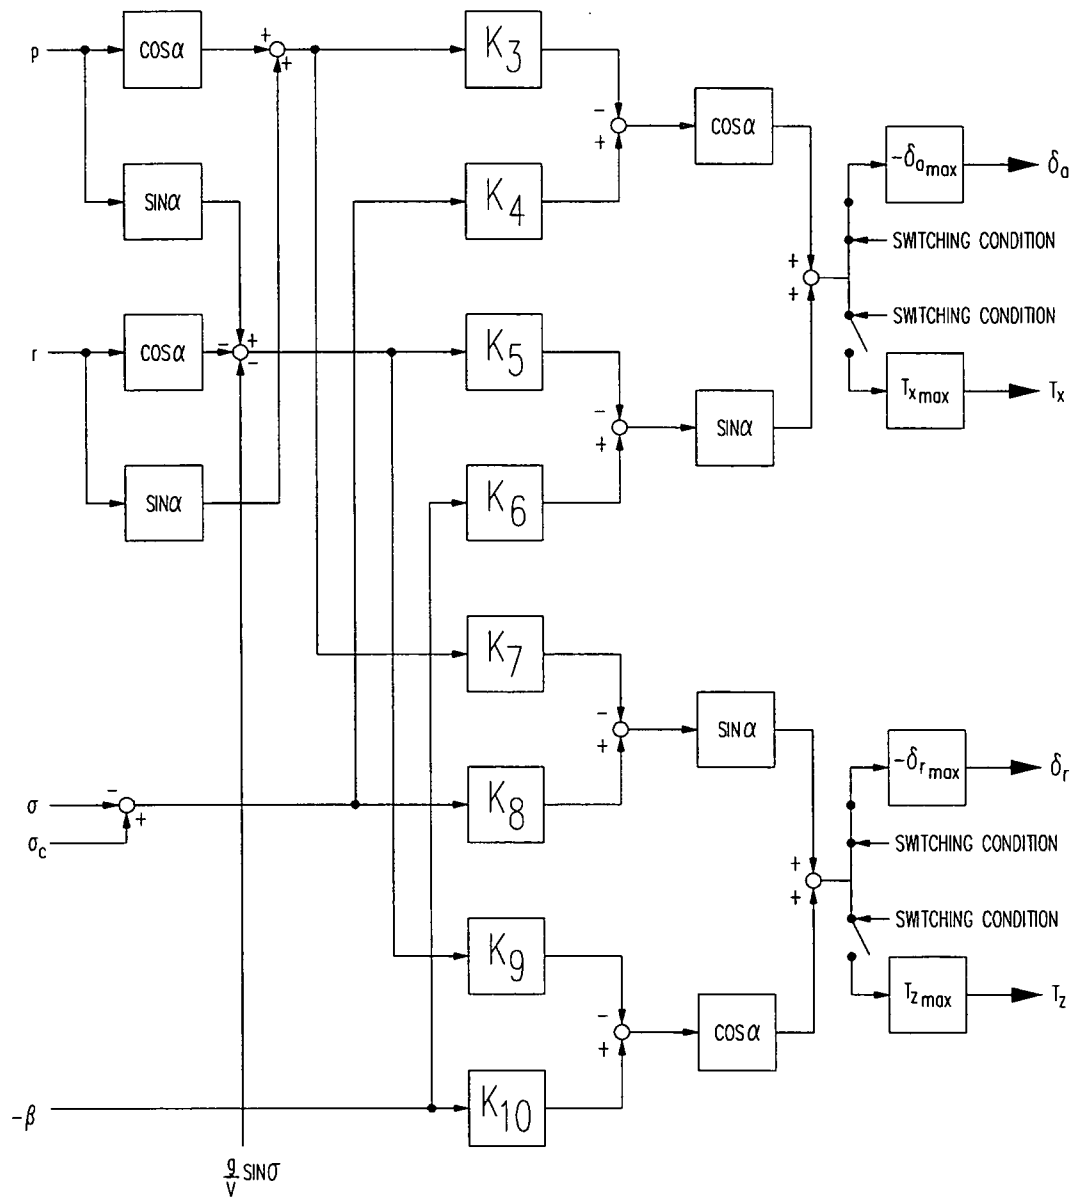 p
COSα
+
+
K3
SINα
-
+
COSα
K4
-δa max
δa
SWITCHING CONDITION
+
+
SWITCHING CONDITION
r
COSα
-
+
-
K5
-
+
SINα
Tx max
Tx
SINα
K6
K7
-
+
SINα
-δr max
δr
σ
-
+
σc
K8
SWITCHING CONDITION
+
+
SWITCHING CONDITION
K9
-
+
COSα
Tz max
Tz
-β
K10
g/V SINσ